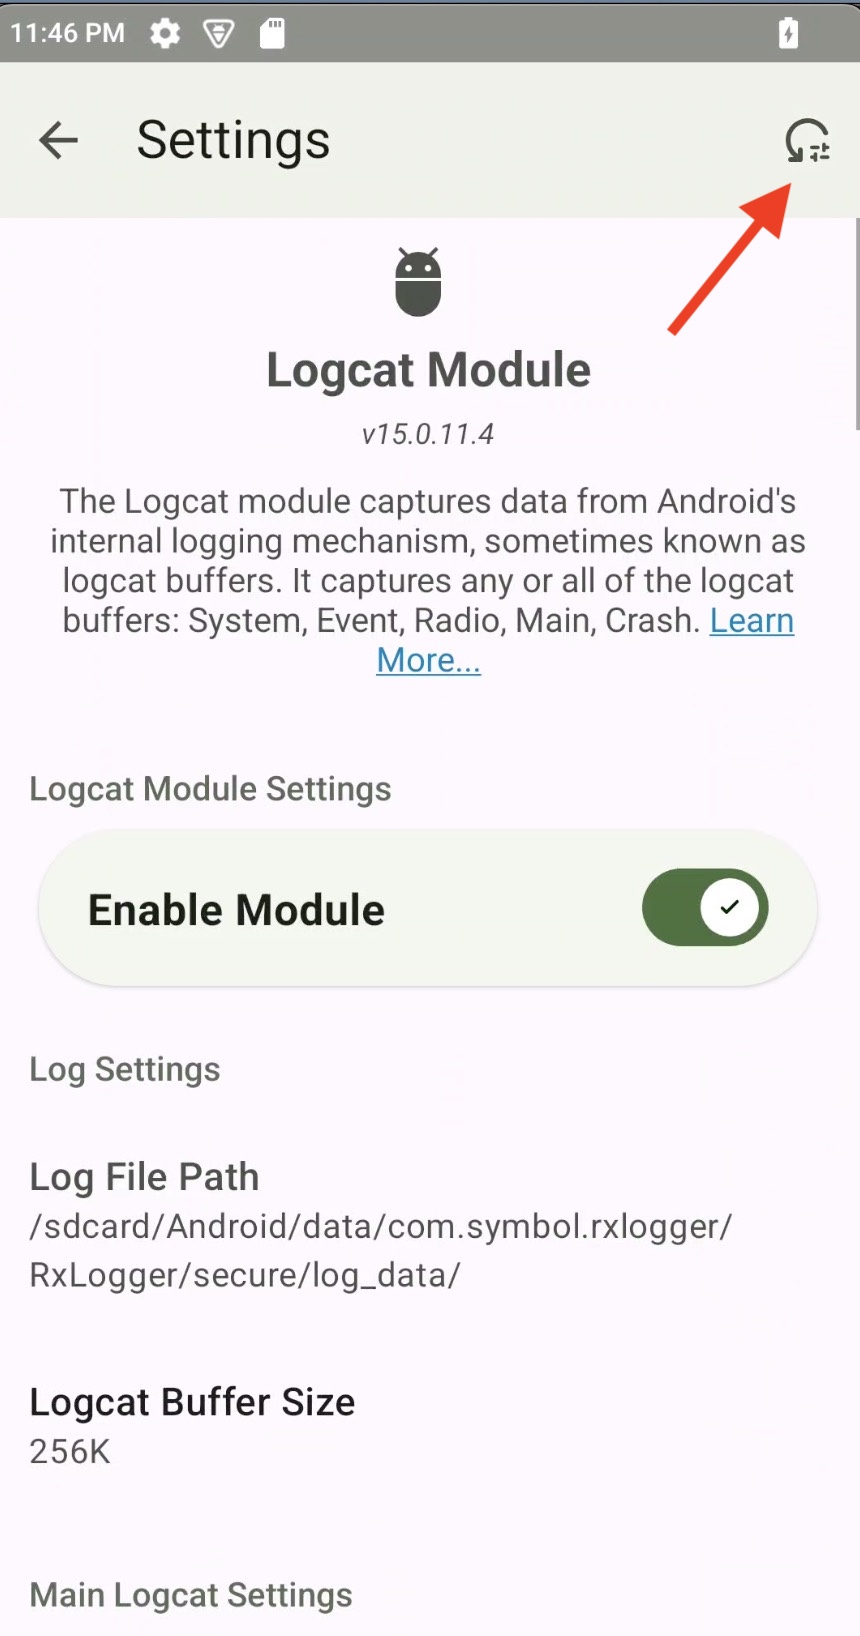 11:46 PM
Settings
Logcat Module
v15.0.11.4
The Logcat module captures data from Android's
internal logging mechanism, sometimes known as
logcat buffers. It captures any or all of the logcat
buffers: System, Event, Radio, Main, Crash. Learn
More...
Logcat Module Settings
Enable Module
Log Settings
Log File Path
/sdcard/Android/data/com.symbol.rxlogger/
RxLogger/secure/log_data/
Logcat Buffer Size
256K
Main Logcat Settings